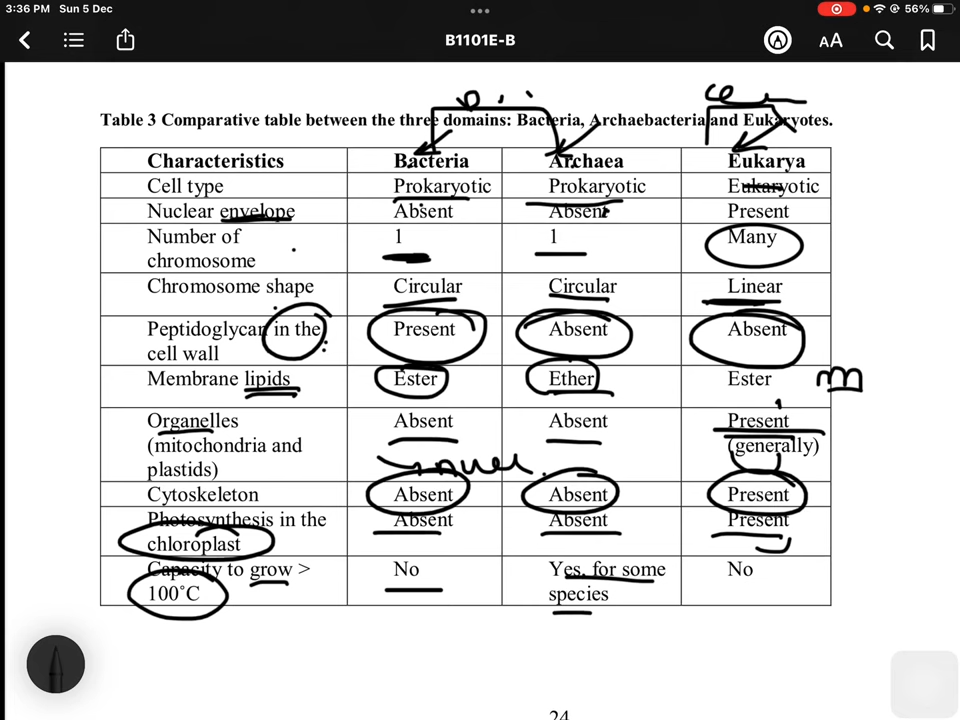 3:36 PM Sun 5 Dec
56%
B1101E-B
AA
Table 3 Comparative table between the three domains: Bacteria, Archaebacteria and Eukaryotes.
Characteristics Bacteria Archaea Eukarya
Cell type Prokaryotic Prokaryotic Eukaryotic
Nuclear envelope Absent Absent Present
Number of 1 1 Many
chromosome
Chromosome shape Circular Circular Linear
Peptidoglycan in the Present Absent Absent
cell wall
Membrane lipids Ester Ether Ester
Organelles Absent Absent Present
(mitochondria and (generally)
plastids)
Cytoskeleton Absent Absent Present
Photosynthesis in the Absent Absent Present
chloroplast
Capacity to grow > No Yes, for some No
100˚C species
24